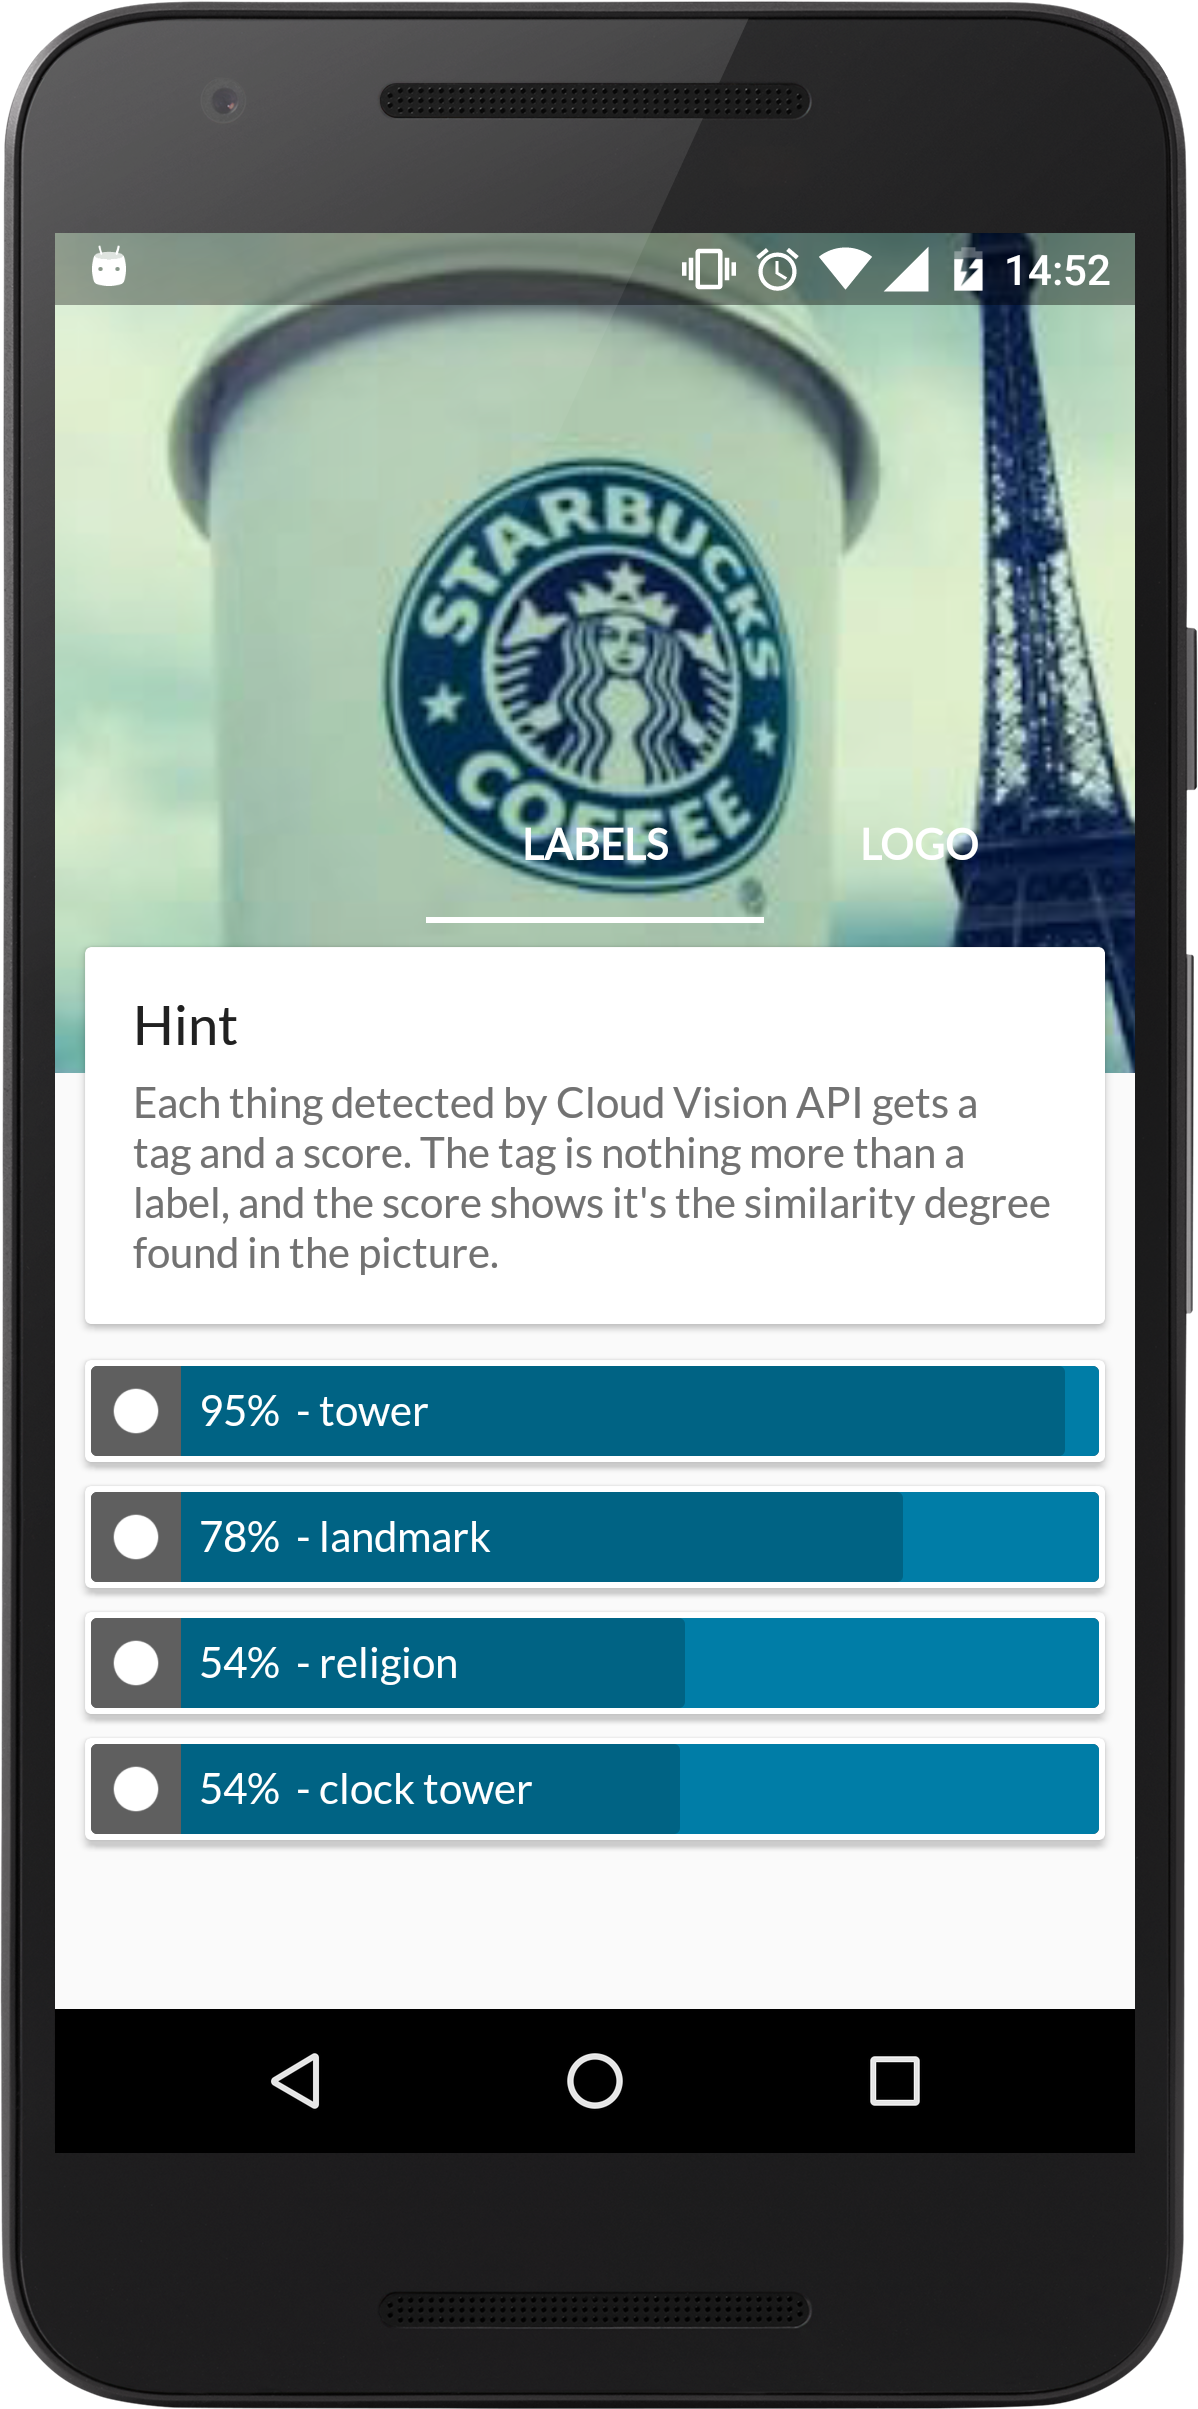 14:52
STARBUCKS
COFFEE
®
LABELS LOGO
Hint
Each thing detected by Cloud Vision API gets a
tag and a score. The tag is nothing more than a
label, and the score shows it's the similarity degree
found in the picture.
95% - tower
78% - landmark
54% - religion
54% - clock tower